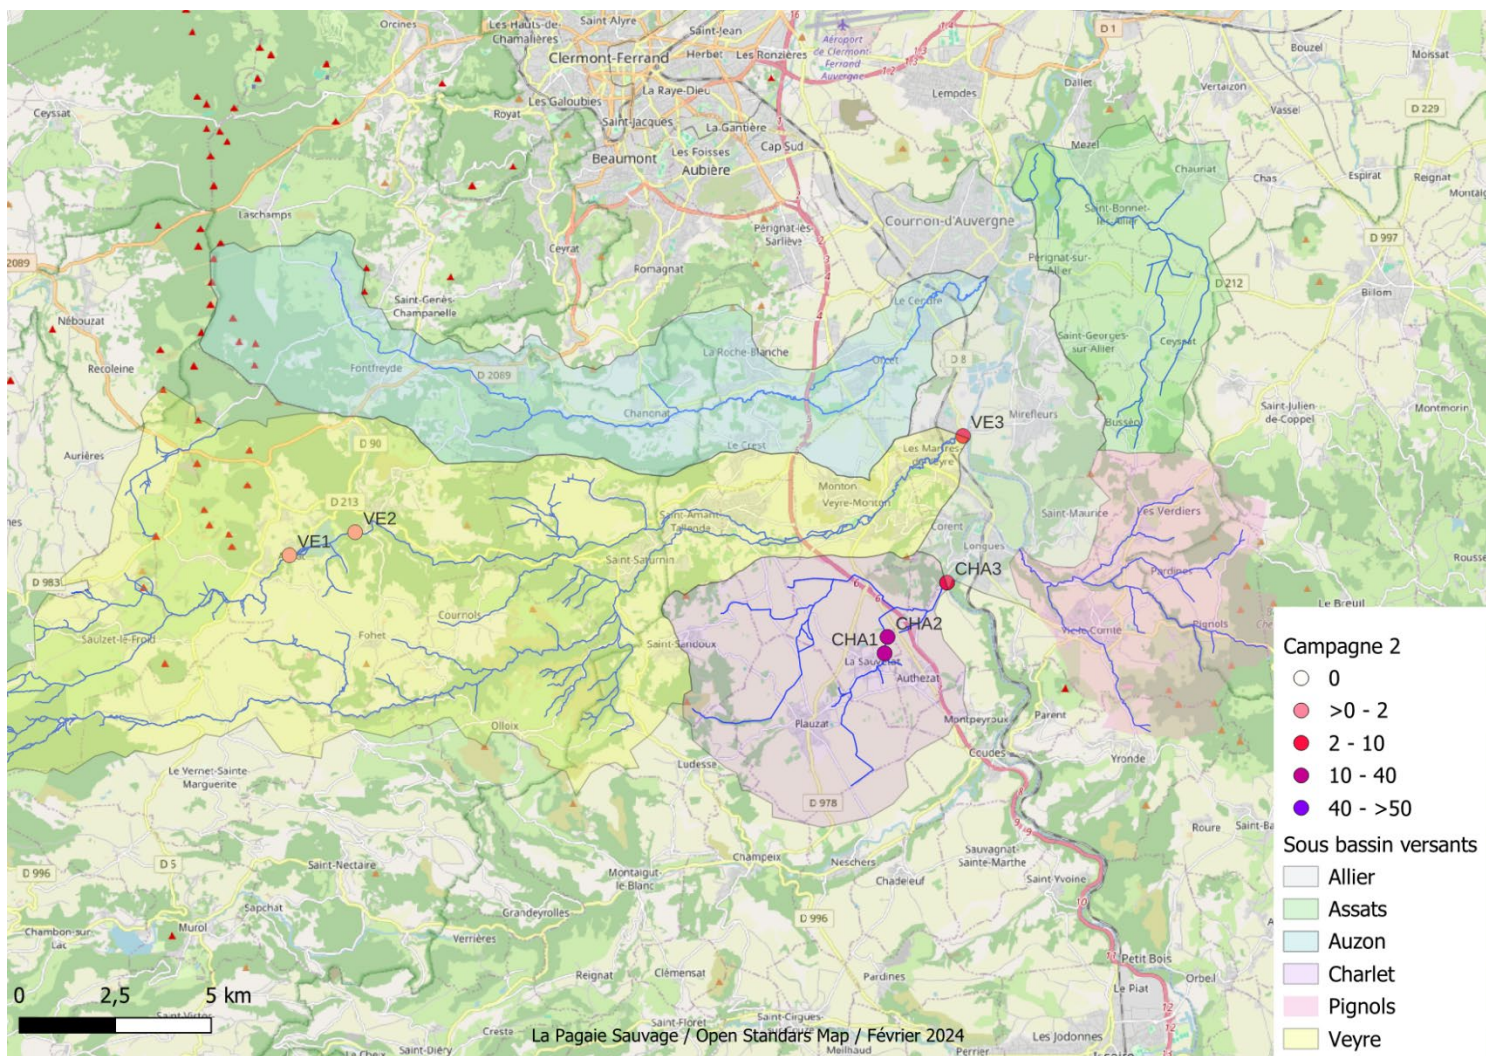 Orcines
Les Hauts-de-
Chamalières
Saint Alyre
Saint-Jean
Clermont-Ferrand
Herbet
Les Ronzières
Aéroport
de Clermont-
Ferrand
Auvergne
D 1
Bouzel
Moissat
Dallet
Vertaizon
La Raye-Dieu
Les Galoubies
Lempdes
Ceyssat
Royat
Saint-Jacques
La Gantière
Vassel
D 229
Beaumont
Les Foisses
Aubière
Cap Sud
Mezel
Chauriat
Chas
Espirat
Reignat
Laschamps
Cournon-d'Auvergne
Saint-Bonnet-
lès-Allier
Ceyrat
Pérignat-lès-
Sarliève
D 997
2089
Romagnat
Pérignat-sur-
Allier
D 212
Saint-Genès-
Champanelle
Le Cendre
Billom
Nébouzat
Saint-Georges-
sur-Allier
Ceyssat
La Roche-Blanche
Orcet
Recoleine
Fontfreyde
D 2089
D 8
Mirefleurs
Saint-Julien-
de-Coppel
Montmorin
Chanonat
Busséol
VE3
Le Crest
D 90
Les Martres-
Aurières
Monton
Veyre-Monton
D 213
Saint-Amant-
Tallende
Saint-Maurice
Les Verdiers
VE2
Corent
VE1
Saint-Saturnin
Longues
D 983
CHA3
Pardines
Le Breuil
Saulzet-le-Froid
Cournols
CHA2
Vic-le-Comte
Pignols
Fohet
Saint-Sandoux
CHA1
Authezat
Plauzat
Montpeyroux
Parent
Olloix
Coudes
Yronde
Le Vernet-Sainte-
Marguerite
Ludesse
D 978
Roure
D 5
Saint-Nectaire
Champeix
Neschers
Sauvagnat-
Sainte-Marthe
D 996
Montaigut-
le-Blanc
Chadeleuf
Saint-Yvoine
Sapchat
Grandeyrolles
D 996
Chambon-sur-
Lac
Murol
Verrières
Reignat
Clémensat
Pardines
Petit Bois
Orbeil
Le Piat
Creste
Saint-Floret
Les Jodonnes
Saint-Diéry
Meilhaud
Perrier
Campagne 2
0
>0 - 2
2 - 10
10 - 40
40 - >50
Sous bassin versants
Allier
Assats
Auzon
Charlet
Pignols
Veyre
0 2,5 5 km
La Pagaie Sauvage / Open Standars Map / Février 2024